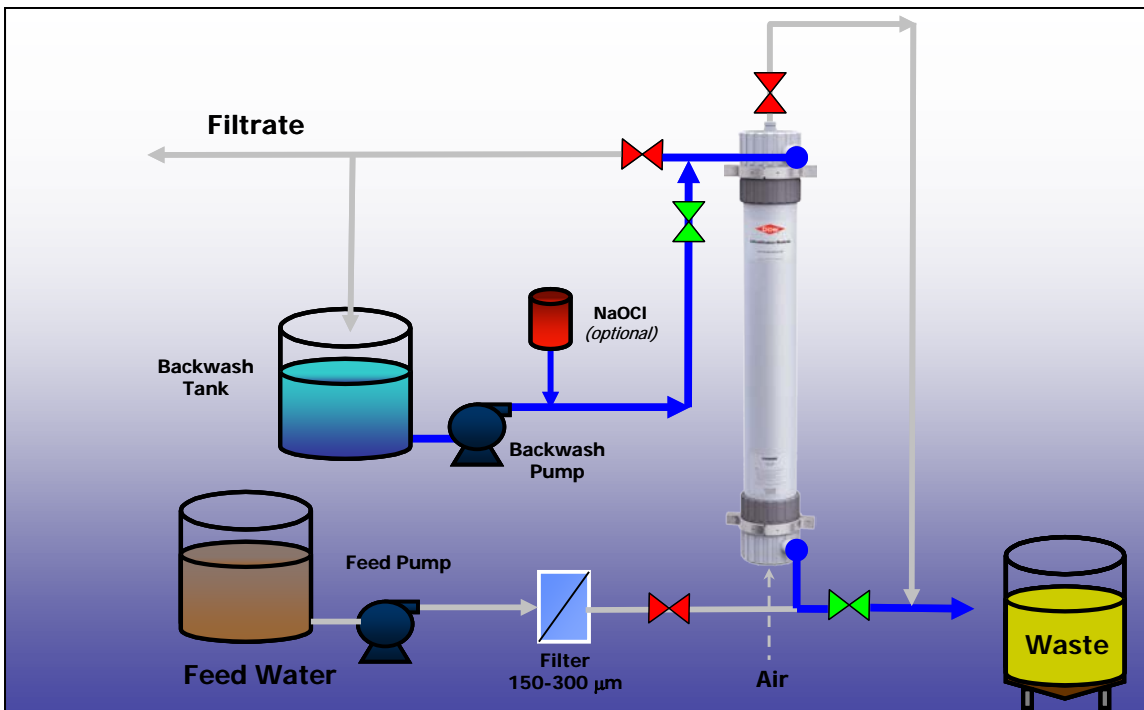 Filtrate
NaOCl
(optional)
Backwash
Tank
Backwash
Pump
Feed Pump
Feed Water
Filter
150-300 µm
Air
Waste